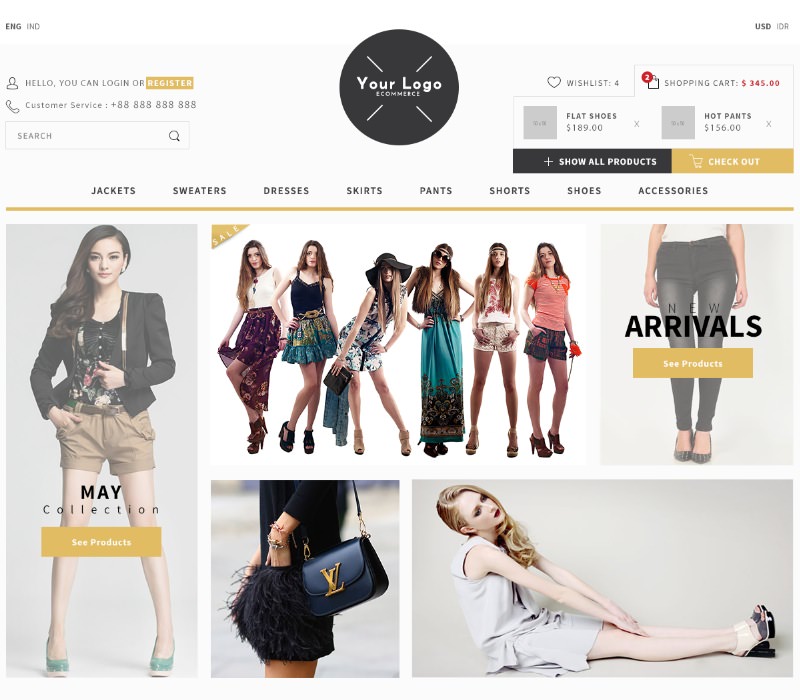 ENG IND
USD IDR
HELLO, YOU CAN LOGIN OR REGISTER
Customer Service : +88 888 888 888
SEARCH
Your Logo
ECOMMERCE
WISHLIST: 4
2
SHOPPING CART: $ 345.00
FLAT SHOES
$189.00
X
HOT PANTS
$156.00
X
+ SHOW ALL PRODUCTS
CHECK OUT
JACKETS SWEATERS DRESSES SKIRTS PANTS SHORTS SHOES ACCESSORIES
SALE
NEW
ARRIVALS
See Products
MAY
Collection
See Products
LV